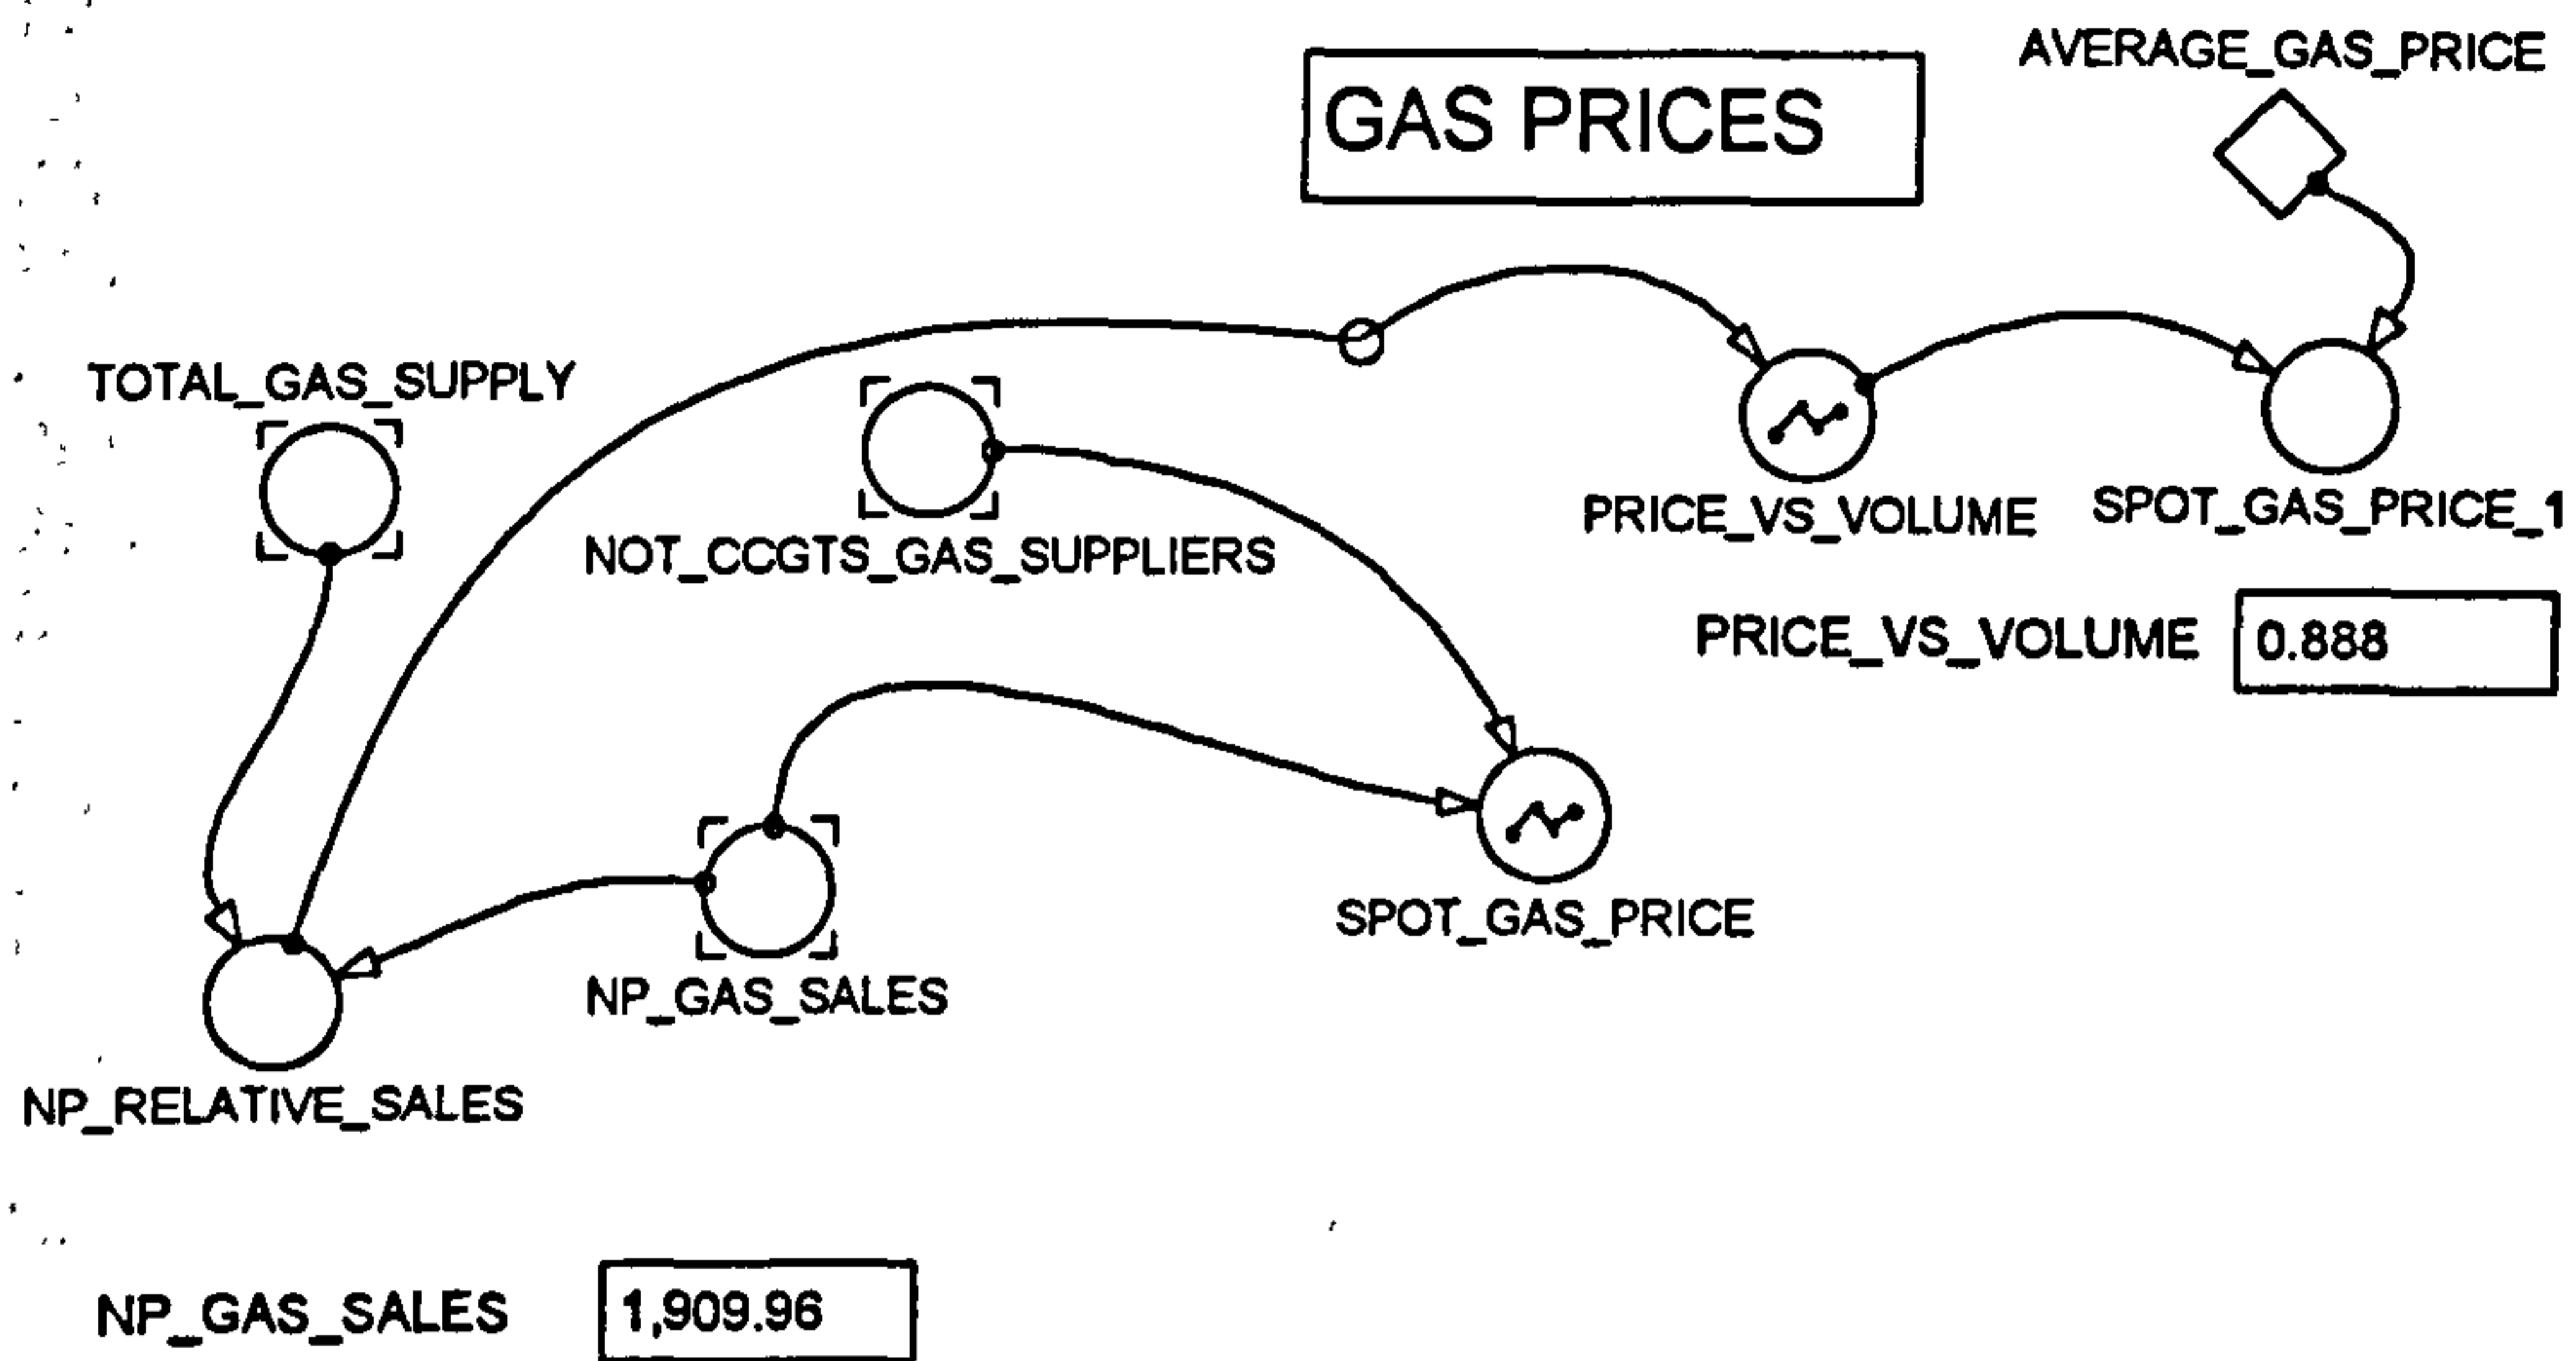 AVERAGE_GAS_PRICE
GAS PRICES
TOTAL_GAS_SUPPLY
NOT_CCGTS_GAS_SUPPLIERS
PRICE_VS_VOLUME
SPOT_GAS_PRICE_1
PRICE_VS_VOLUME 0.888
SPOT_GAS_PRICE
NP_GAS_SALES
NP_RELATIVE_SALES
NP_GAS_SALES 1,909.96